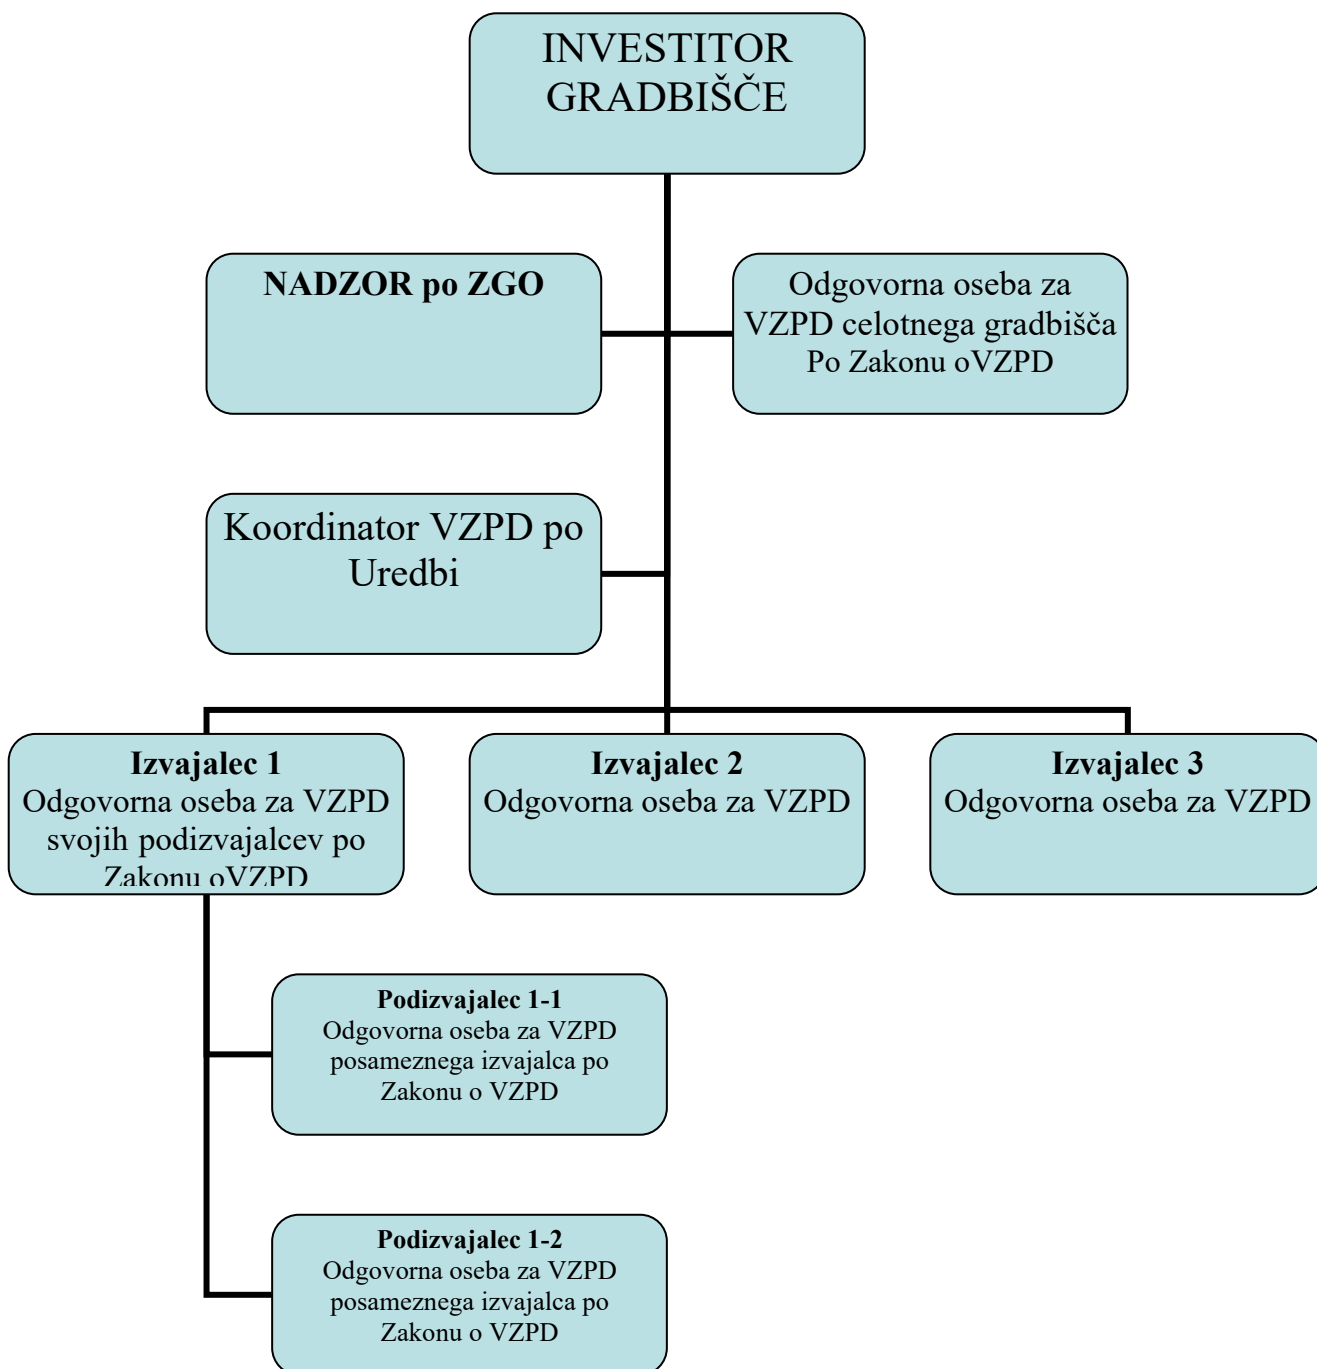 INVESTITOR
GRADBIŠČE
NADZOR po ZGO
Odgovorna oseba za
VZPD celotnega gradbišča
Po Zakonu oVZPD
Koordinator VZPD po
Uredbi
Izvajalec 1
Odgovorna oseba za VZPD
svojih podizvajalcev po
Zakonu oVZPD
Izvajalec 2
Odgovorna oseba za VZPD
Izvajalec 3
Odgovorna oseba za VZPD
Podizvajalec 1-1
Odgovorna oseba za VZPD
posameznega izvajalca po
Zakonu o VZPD
Podizvajalec 1-2
Odgovorna oseba za VZPD
posameznega izvajalca po
Zakonu o VZPD